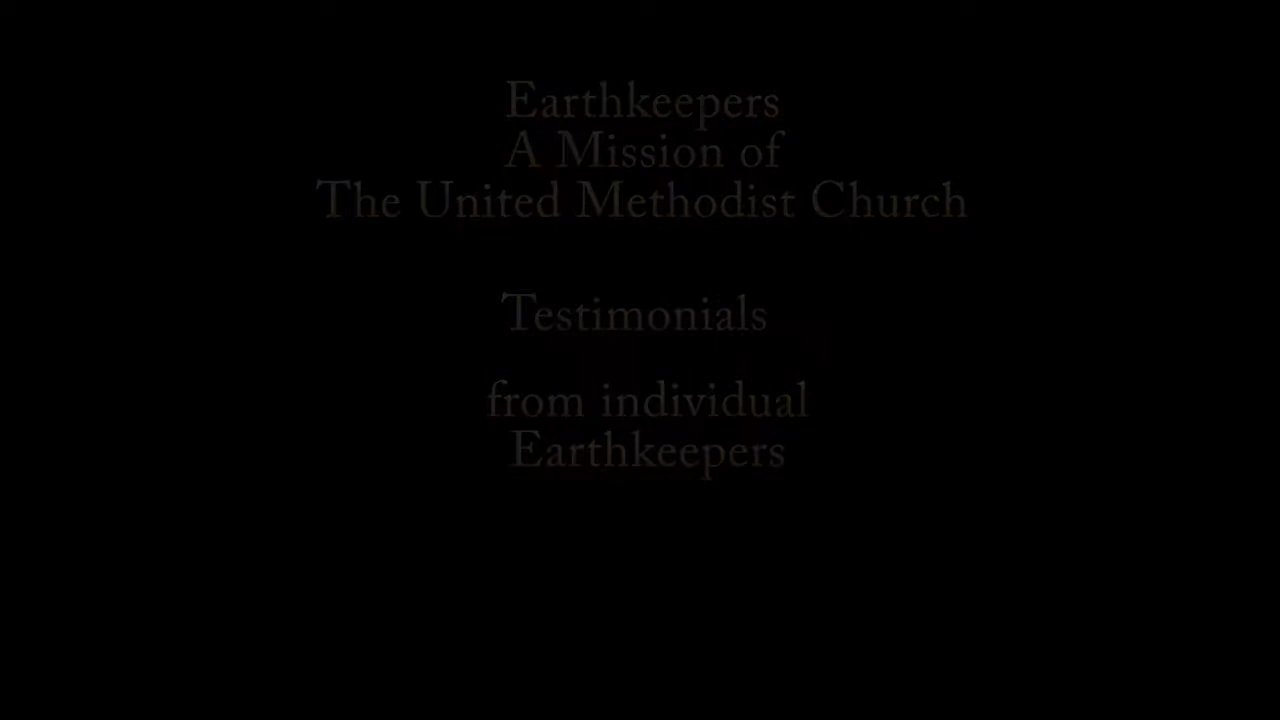 Earthkeepers
A Mission of
The United Methodist Church
Testimonials
from individual
Earthkeepers